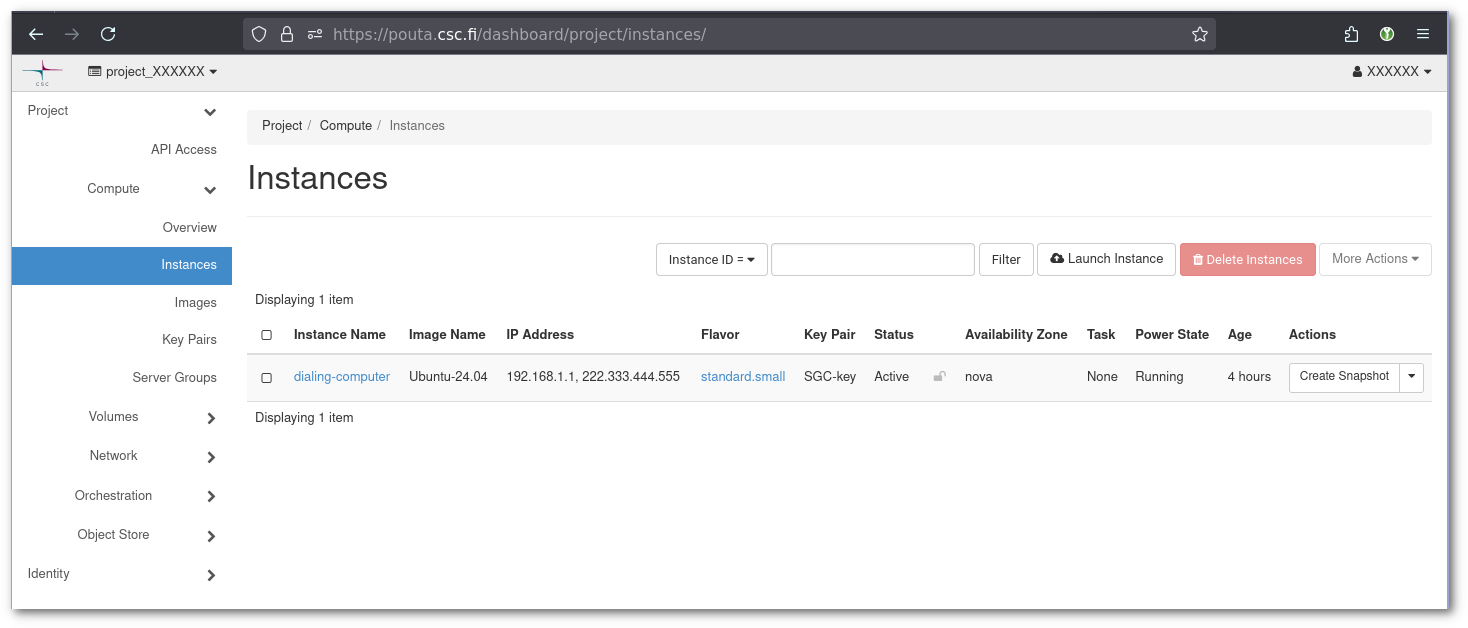 https://pouta.csc.fi/dashboard/project/instances/
CSC
project_XXXXXX
XXXXXX
Project
API Access
Compute
Overview
Instances
Images
Key Pairs
Server Groups
Volumes
Network
Orchestration
Object Store
Identity
Project / Compute / Instances
Instances
Instance ID = Filter Launch Instance Delete Instances More Actions
Displaying 1 item
Instance Name Image Name IP Address Flavor Key Pair Status Availability Zone Task Power State Age Actions
dialing-computer Ubuntu-24.04 192.168.1.1, 222.333.444.555 standard.small SGC-key Active nova None Running 4 hours Create Snapshot
Displaying 1 item